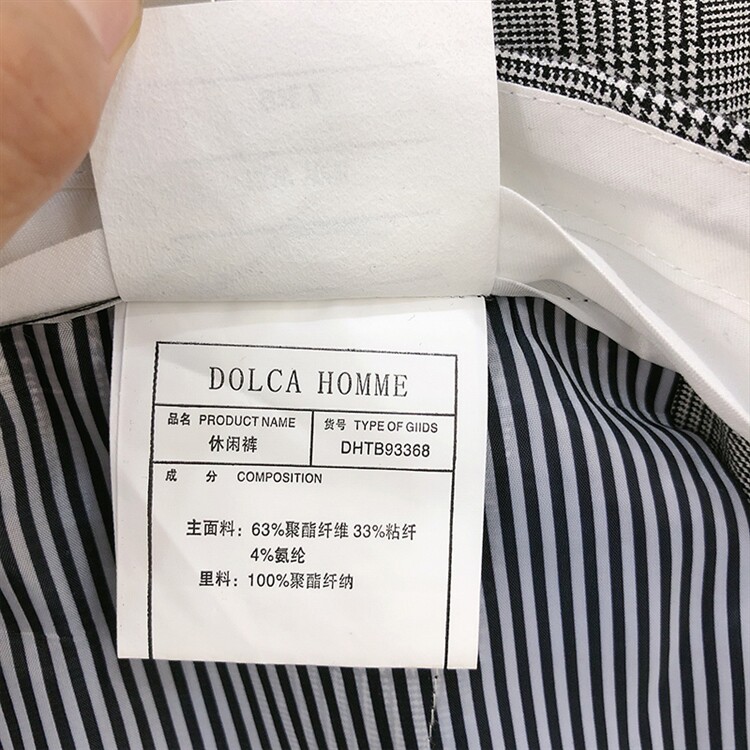 DOLCA HOMME
品名 PRODUCT NAME
休闲裤
货号 TYPE OF GIIDS
DHTB93368
成 分 COMPOSITION
主面料：63%聚酯纤维 33%粘纤
4%氨纶
里料：100%聚酯纤纳